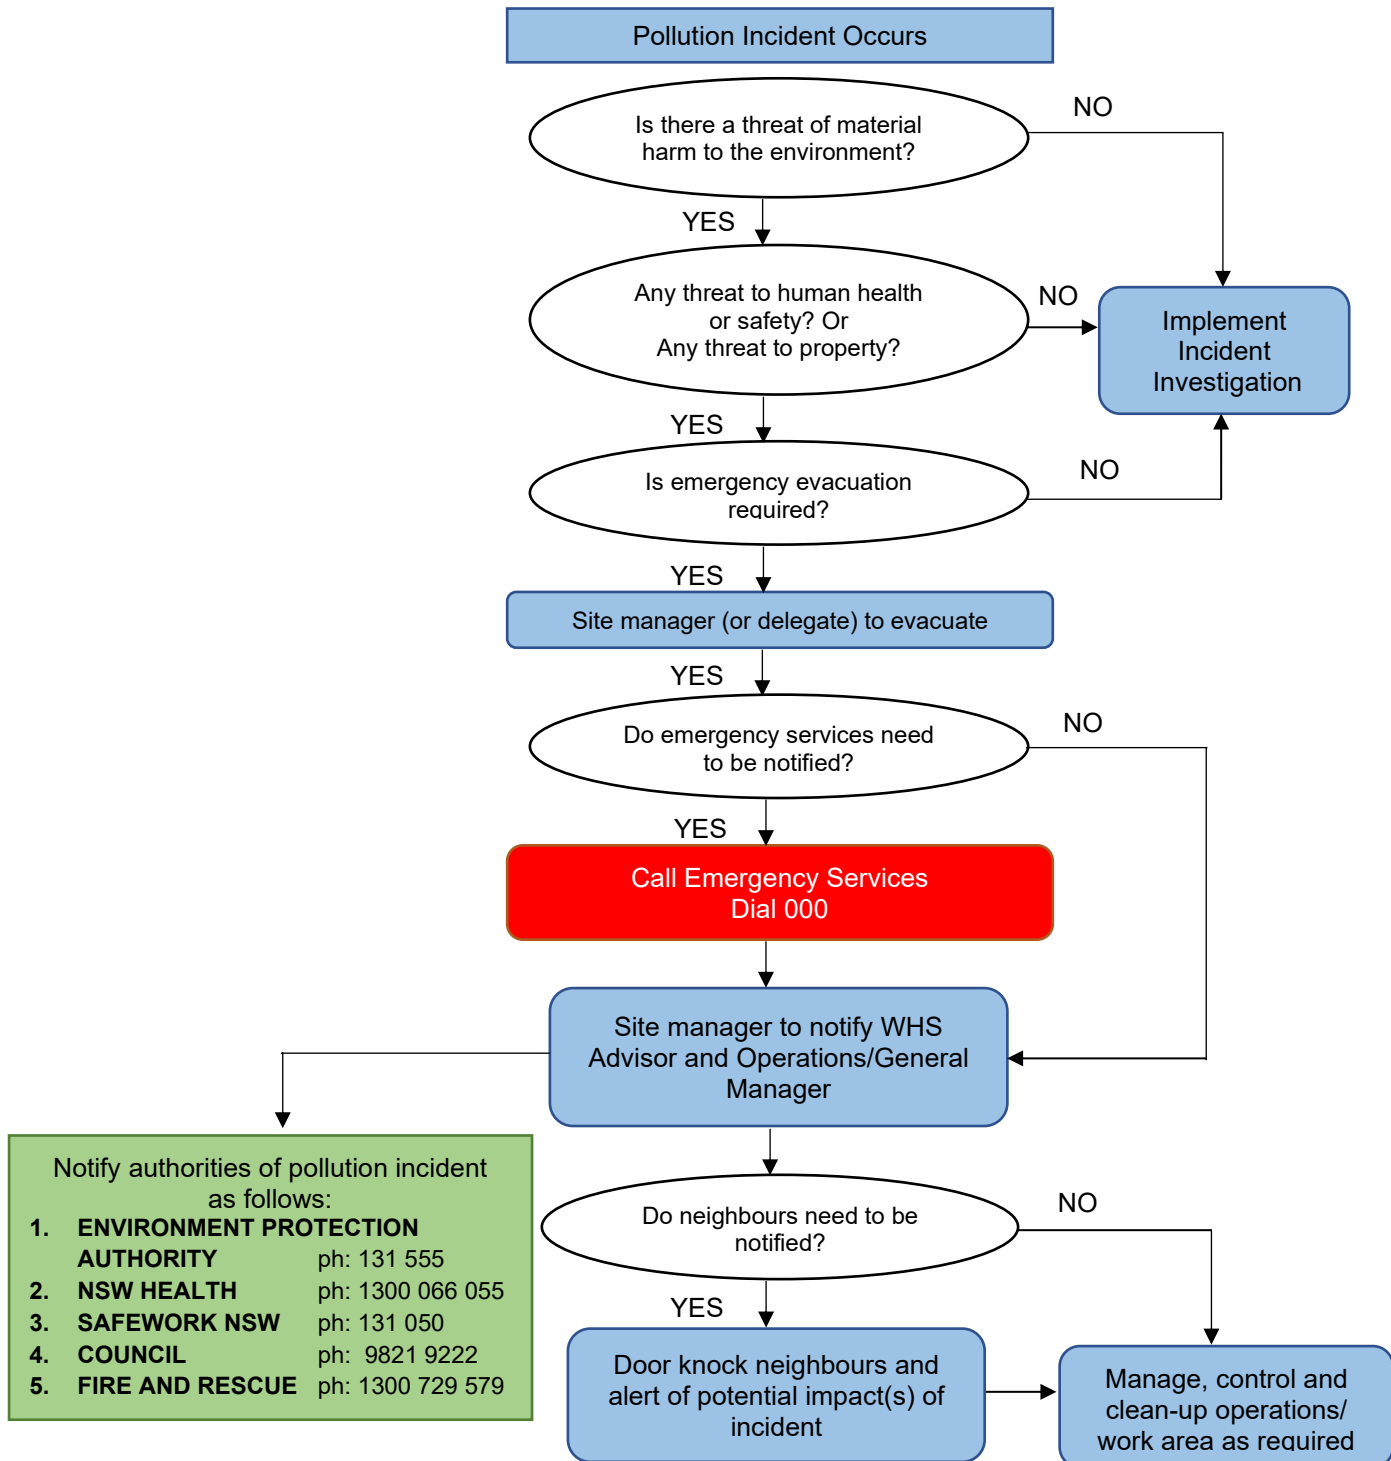 Pollution Incident Occurs
Is there a threat of material
harm to the environment?
NO
YES
Any threat to human health
or safety? Or
Any threat to property?
NO
Implement
Incident
Investigation
YES
Is emergency evacuation
required?
NO
YES
Site manager (or delegate) to evacuate
YES
Do emergency services need
to be notified?
NO
YES
Call Emergency Services
Dial 000
Site manager to notify WHS
Advisor and Operations/General
Manager
Notify authorities of pollution incident
as follows:
1. ENVIRONMENT PROTECTION
AUTHORITY ph: 131 555
2. NSW HEALTH ph: 1300 066 055
3. SAFEWORK NSW ph: 131 050
4. COUNCIL ph: 9821 9222
5. FIRE AND RESCUE ph: 1300 729 579
Do neighbours need to be
notified?
NO
YES
Door knock neighbours and
alert of potential impact(s) of
incident
Manage, control and
clean-up operations/
work area as required